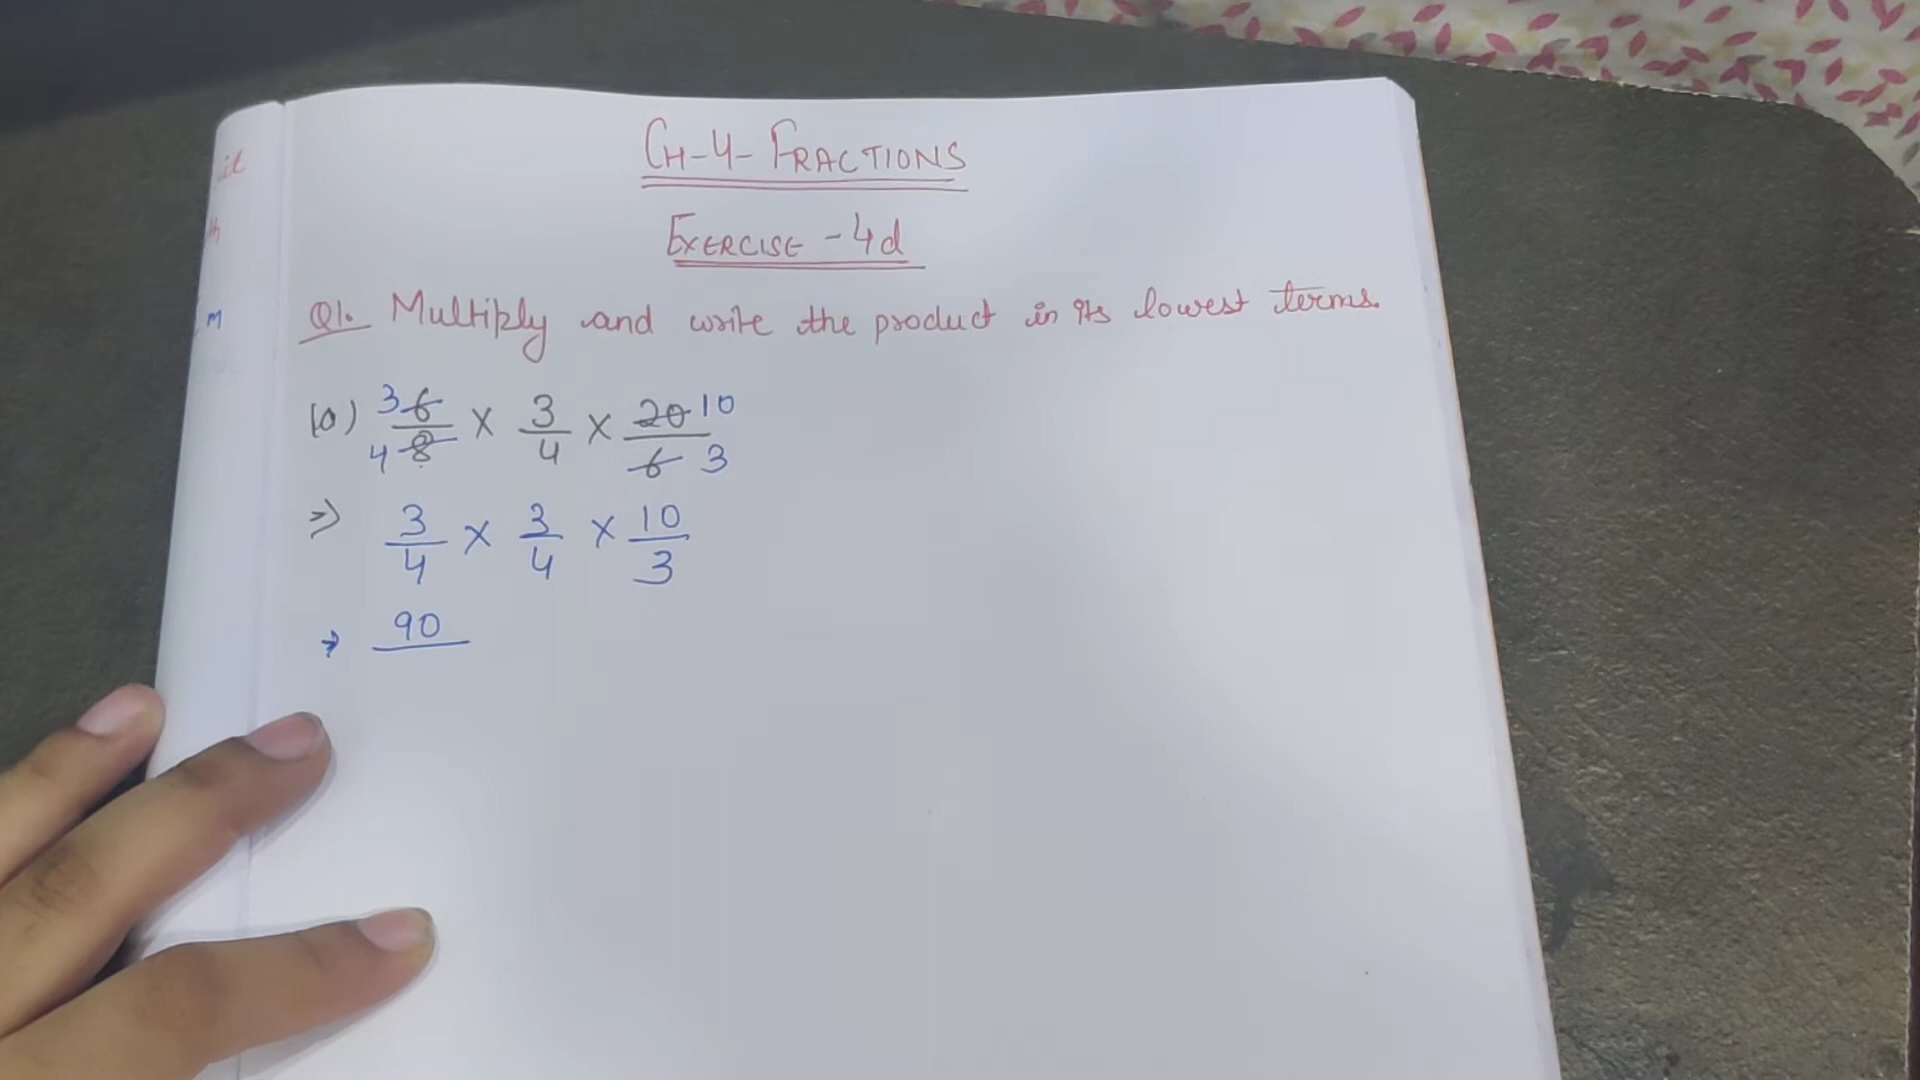 CH-4- FRACTIONS
EXERCISE - 4d
Q1. Multiply and write the product in its lowest terms.
(a) 3 6/4 8 × 3/4 × 20 10/6 3
⇒ 3/4 × 3/4 × 10/3
→ 90
m